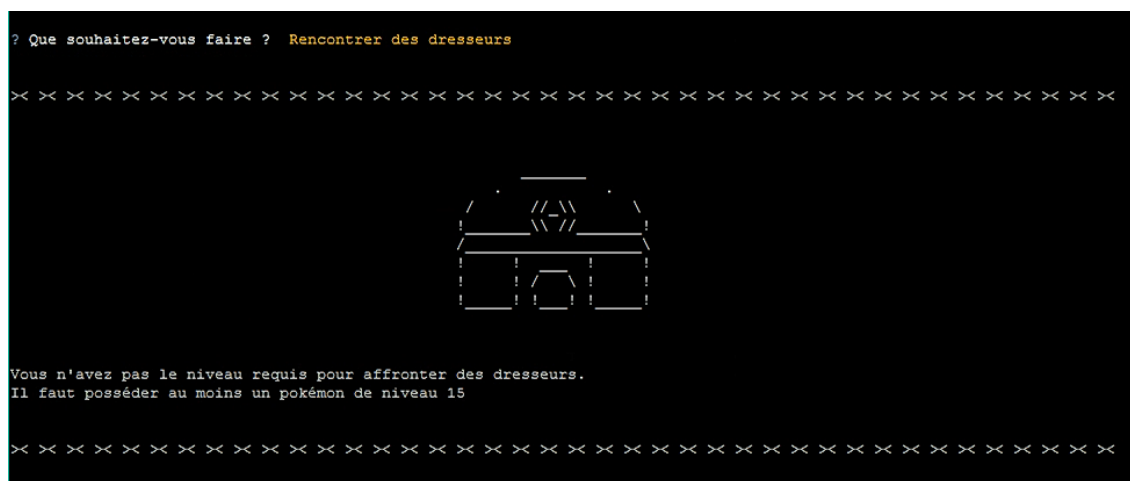 ? Que souhaitez-vous faire ? Rencontrer des dresseurs
Vous n'avez pas le niveau requis pour affronter des dresseurs.
Il faut posséder au moins un pokémon de niveau 15